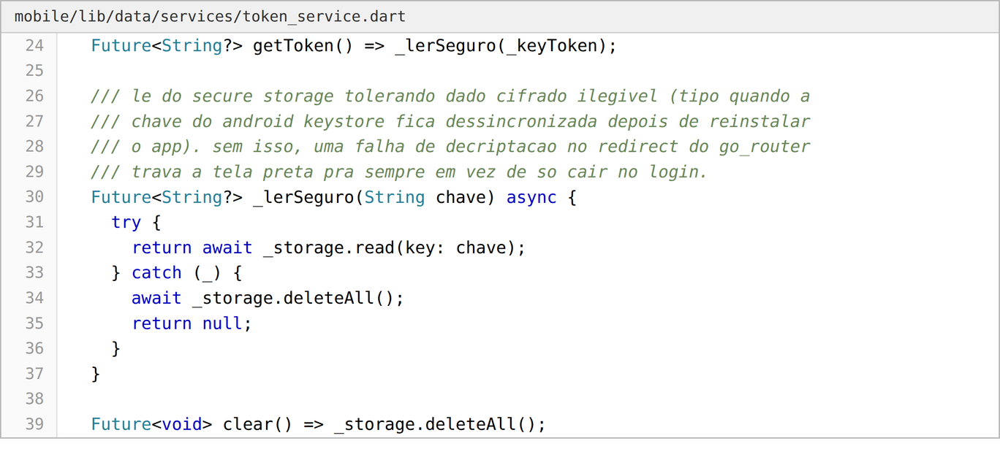 mobile/lib/data/services/token_service.dart
24 Future<String?> getToken() => _lerSeguro(_keyToken);
25
26 /// le do secure storage tolerando dado cifrado ilegivel (tipo quando a
27 /// chave do android keystore fica dessincronizada depois de reinstalar
28 /// o app). sem isso, uma falha de decriptacao no redirect do go_router
29 /// trava a tela preta pra sempre em vez de so cair no login.
30 Future<String?> _lerSeguro(String chave) async {
31 try {
32 return await _storage.read(key: chave);
33 } catch (_) {
34 await _storage.deleteAll();
35 return null;
36 }
37 }
38
39 Future<void> clear() => _storage.deleteAll();